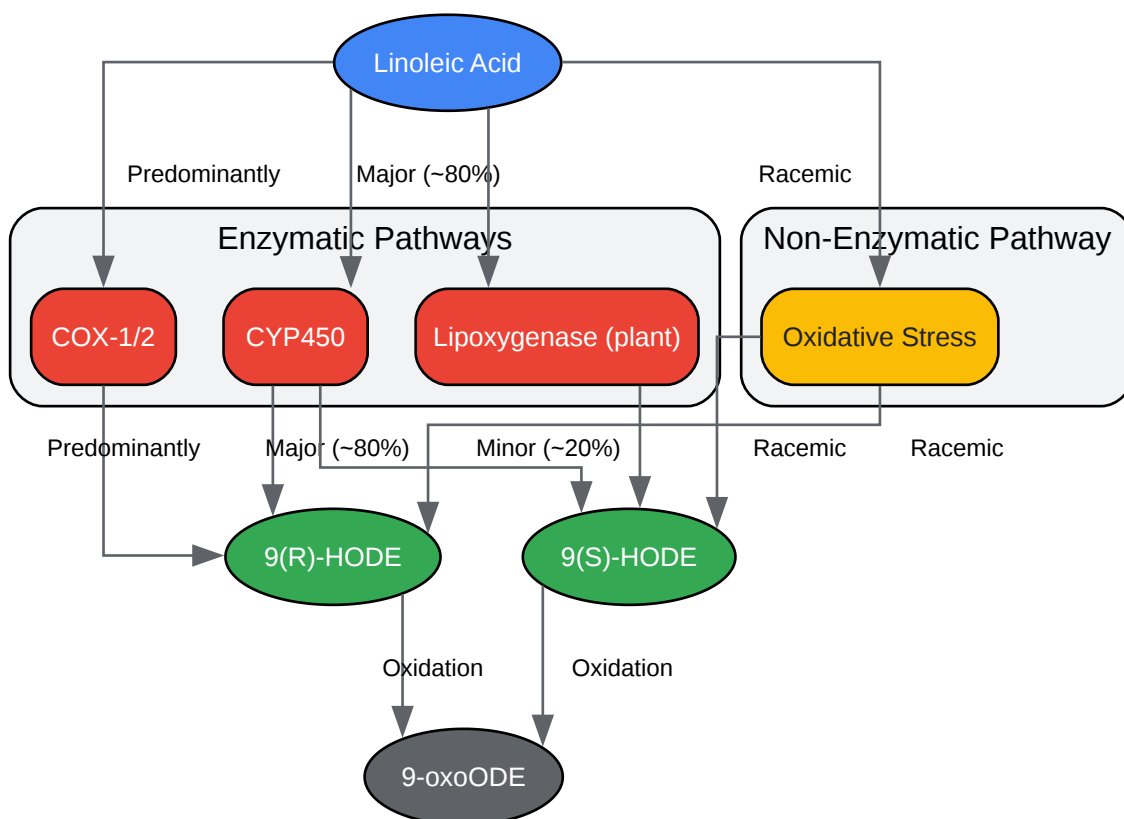 Linoleic Acid
Predominantly
Major (~80%)
Racemic
Enzymatic Pathways
Non-Enzymatic Pathway
COX-1/2
CYP450
Lipoxygenase (plant)
Oxidative Stress
Predominantly
Major (~80%)
Minor (~20%)
Racemic
Racemic
9(R)-HODE
9(S)-HODE
Oxidation
Oxidation
9-oxoODE